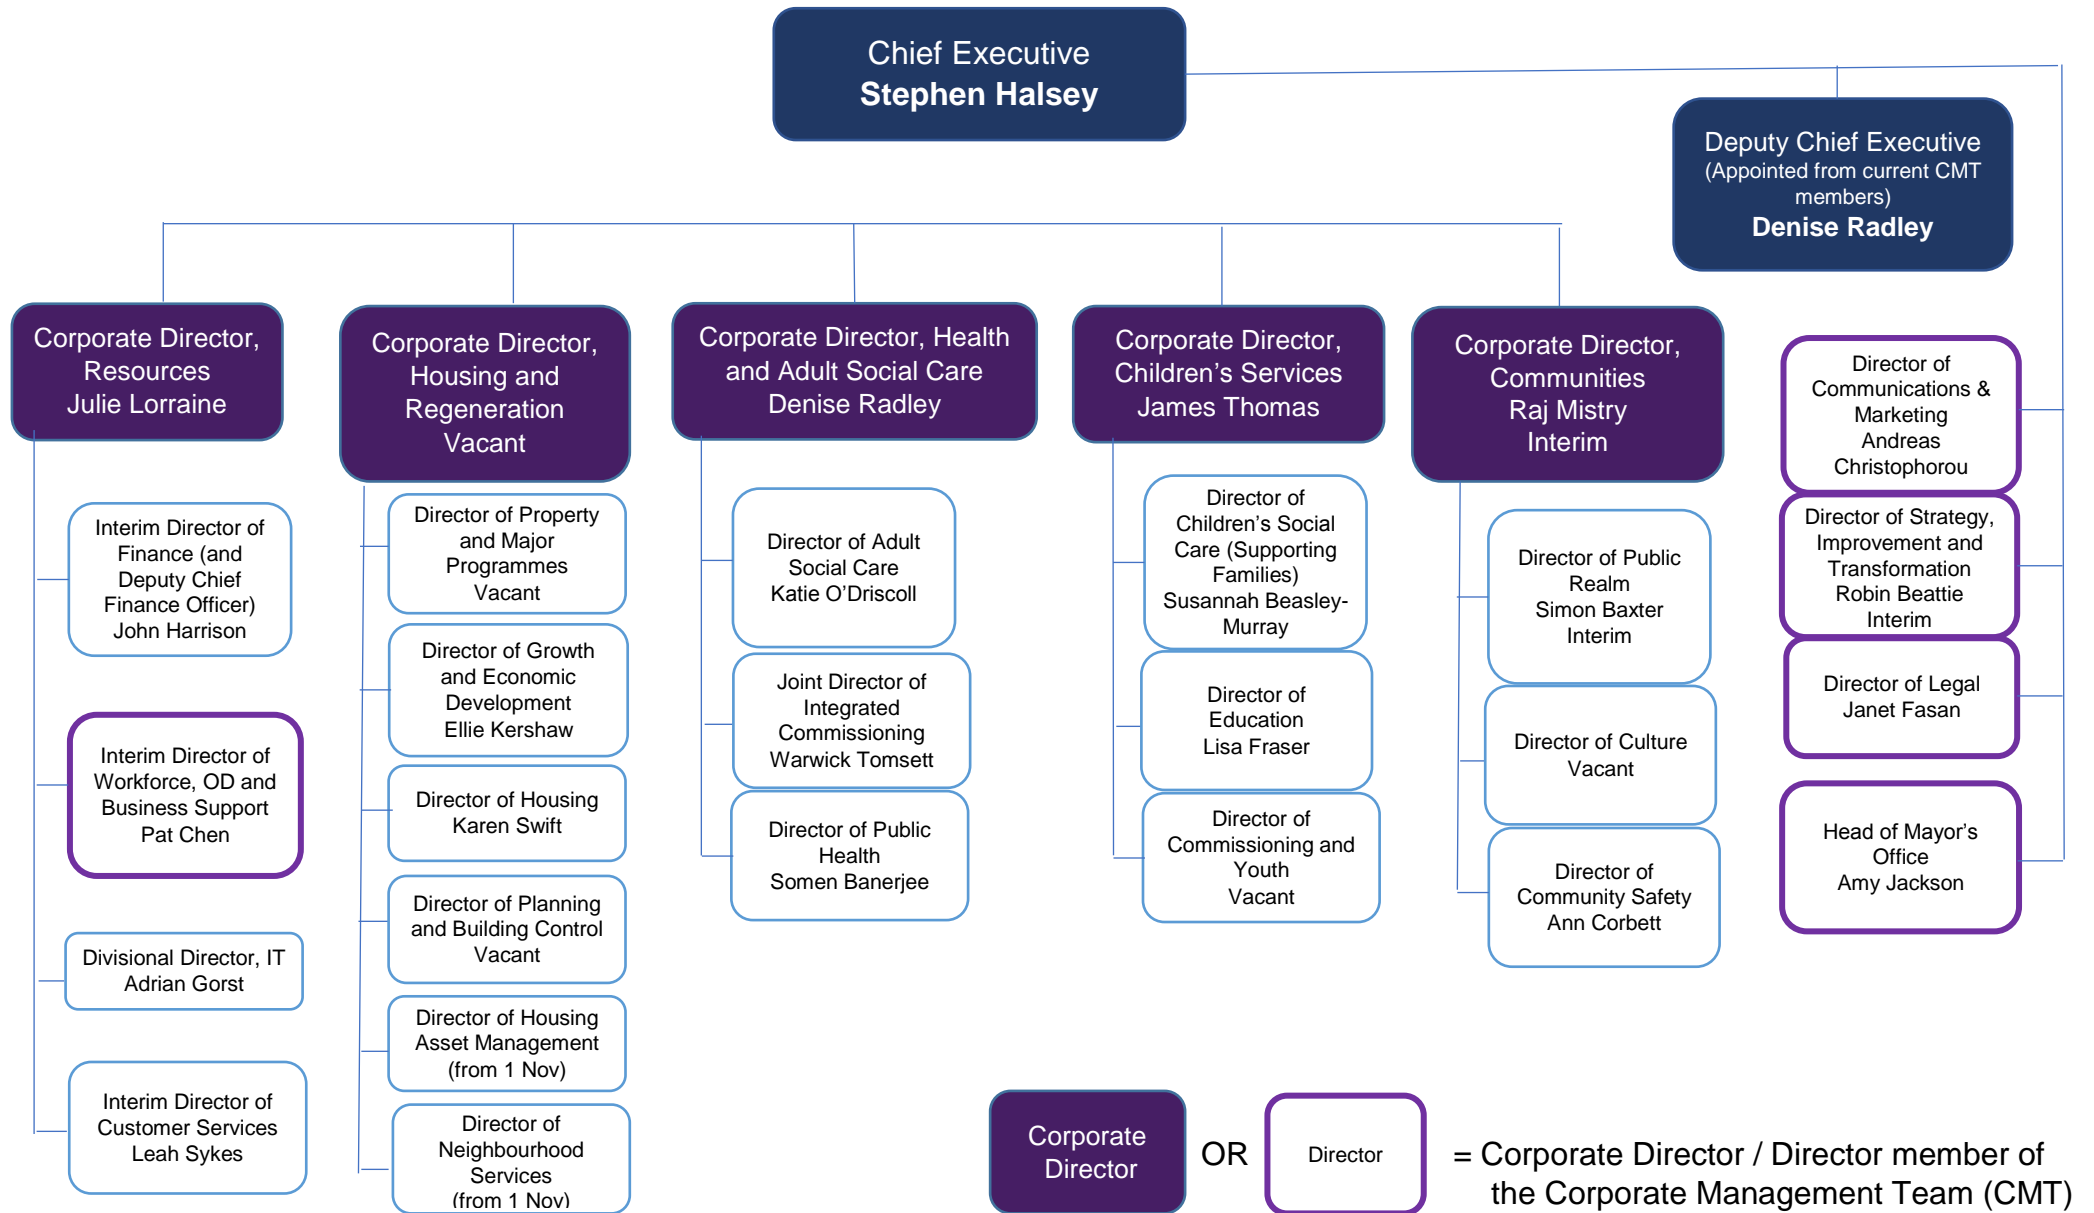 Chief Executive
Stephen Halsey
Deputy Chief Executive
(Appointed from current CMT
members)
Denise Radley
Corporate Director,
Resources
Julie Lorraine
Interim Director of
Finance (and
Deputy Chief
Finance Officer)
John Harrison
Interim Director of
Workforce, OD and
Business Support
Pat Chen
Divisional Director, IT
Adrian Gorst
Interim Director of
Customer Services
Leah Sykes
Corporate Director,
Housing and
Regeneration
Vacant
Director of Property
and Major
Programmes
Vacant
Director of Growth
and Economic
Development
Ellie Kershaw
Director of Housing
Karen Swift
Director of Planning
and Building Control
Vacant
Director of Housing
Asset Management
(from 1 Nov)
Director of
Neighbourhood
Services
(from 1 Nov)
Corporate Director, Health
and Adult Social Care
Denise Radley
Director of Adult
Social Care
Katie O’Driscoll
Joint Director of
Integrated
Commissioning
Warwick Tomsett
Director of Public
Health
Somen Banerjee
Corporate Director,
Children’s Services
James Thomas
Director of
Children’s Social
Care (Supporting
Families)
Susannah Beasley-
Murray
Director of
Education
Lisa Fraser
Director of
Commissioning and
Youth
Vacant
Corporate Director,
Communities
Raj Mistry
Interim
Director of Public
Realm
Simon Baxter
Interim
Director of Culture
Vacant
Director of
Community Safety
Ann Corbett
Director of
Communications &
Marketing
Andreas
Christophorou
Director of Strategy,
Improvement and
Transformation
Robin Beattie
Interim
Director of Legal
Janet Fasan
Head of Mayor’s
Office
Amy Jackson
Corporate
Director
OR
Director
= Corporate Director / Director member of
the Corporate Management Team (CMT)